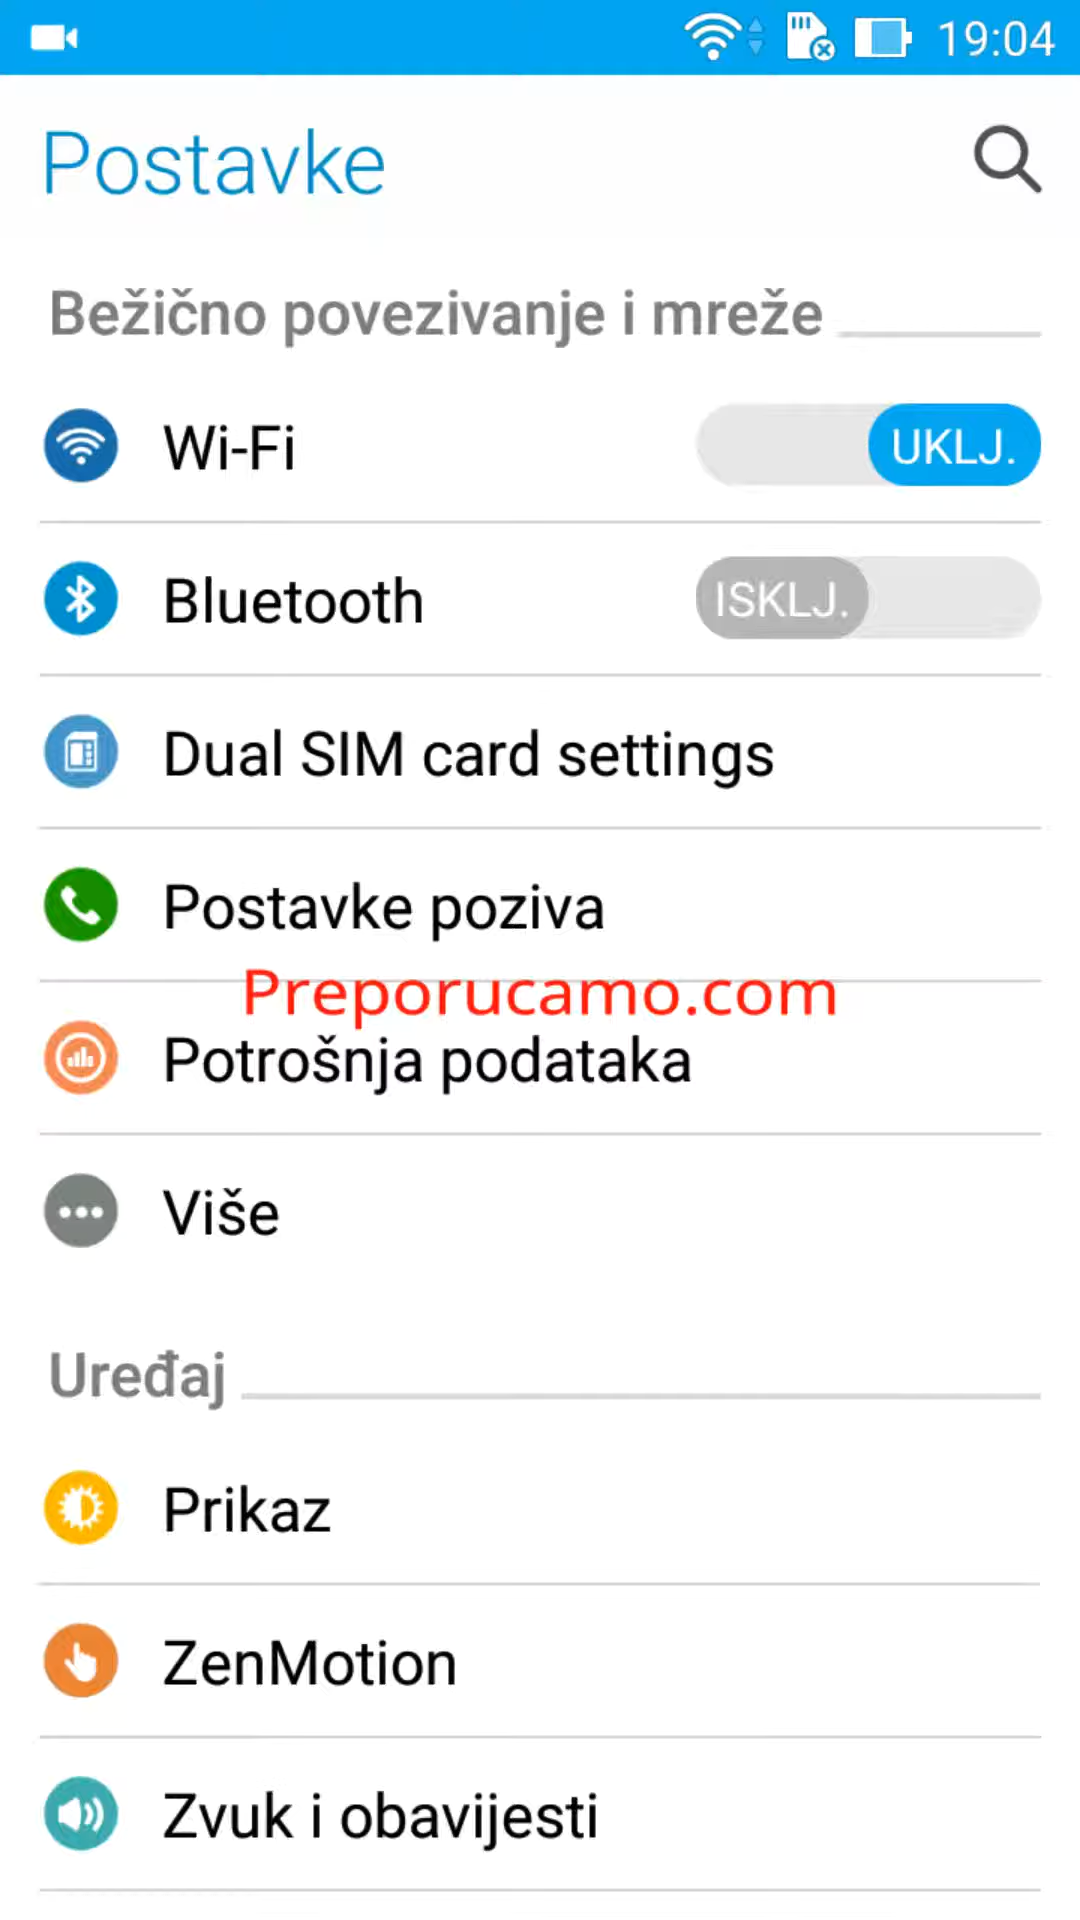 19:04
Postavke
Bežično povezivanje i mreže
Wi-Fi
UKLJ.
Bluetooth
ISKLJ.
Dual SIM card settings
Postavke poziva
Preporucamo.com
Potrošnja podataka
Više
Uređaj
Prikaz
ZenMotion
Zvuk i obavijesti